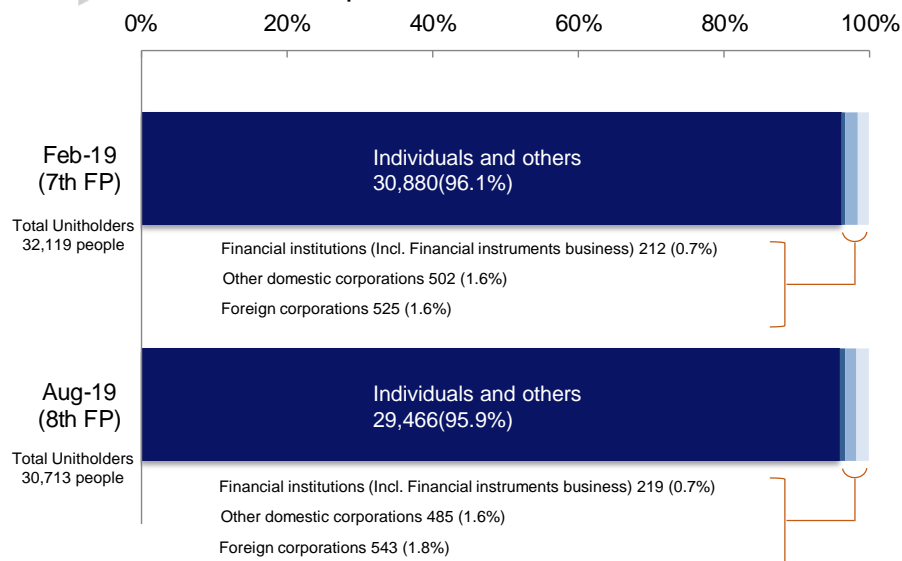 0% 20% 40% 60% 80% 100%
Feb-19
(7th FP)
Total Unitholders
32,119 people
Individuals and others
30,880(96.1%)
Financial institutions (Incl. Financial instruments business) 212 (0.7%)
Other domestic corporations 502 (1.6%)
Foreign corporations 525 (1.6%)
Aug-19
(8th FP)
Total Unitholders
30,713 people
Individuals and others
29,466(95.9%)
Financial institutions (Incl. Financial instruments business) 219 (0.7%)
Other domestic corporations 485 (1.6%)
Foreign corporations 543 (1.8%)